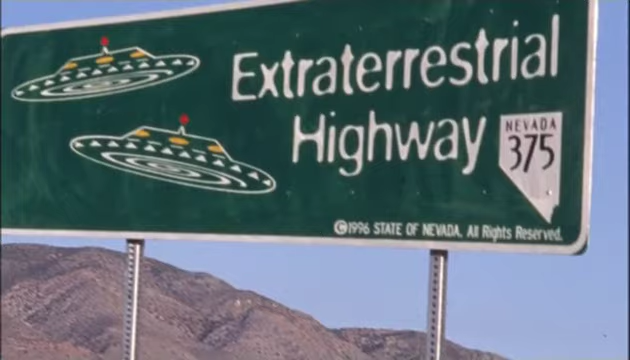 Extraterrestrial
Highway
NEVADA
375
©1996 STATE OF NEVADA. All Rights Reserved.